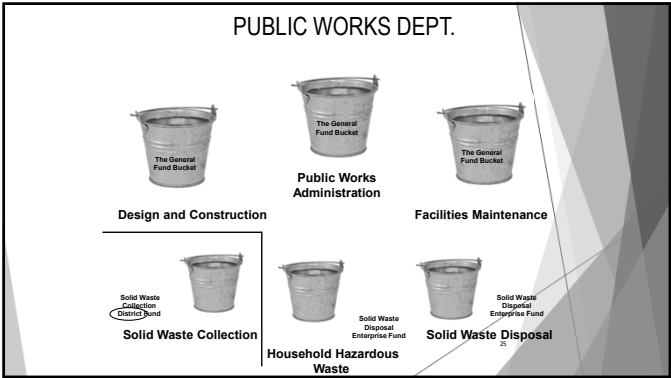 PUBLIC WORKS DEPT.
The General
Fund Bucket
Design and Construction
The General
Fund Bucket
Public Works
Administration
The General
Fund Bucket
Facilities Maintenance
Solid Waste
Collection
District Fund
Solid Waste Collection
Solid Waste
Disposal
Enterprise Fund
Household Hazardous
Waste
Solid Waste
Disposal
Enterprise Fund
Solid Waste Disposal
25